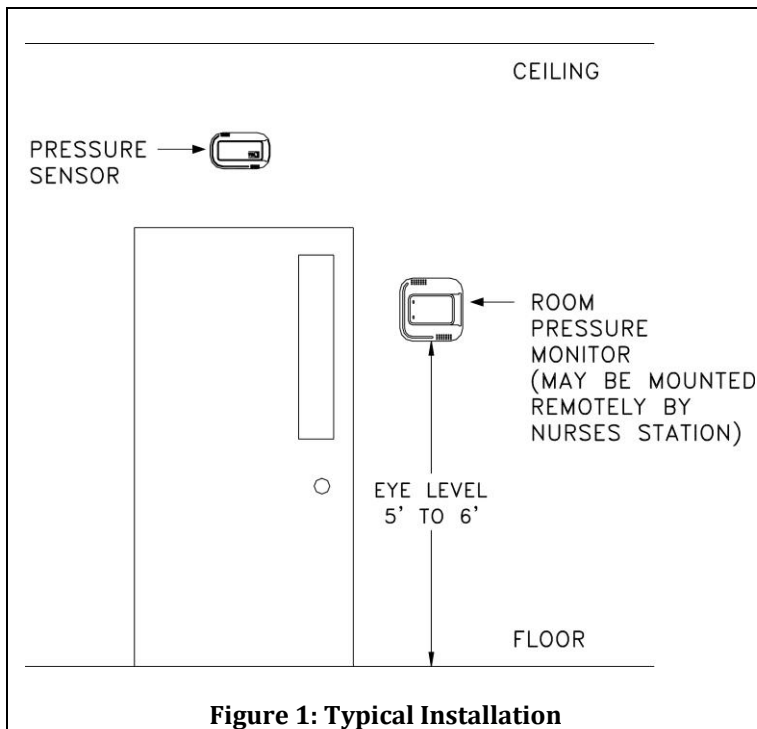 CEILING
PRESSURE
SENSOR
ROOM
PRESSURE
MONITOR
(MAY BE MOUNTED
REMOTELY BY
NURSES STATION)
EYE LEVEL
5' TO 6'
FLOOR
Figure 1: Typical Installation